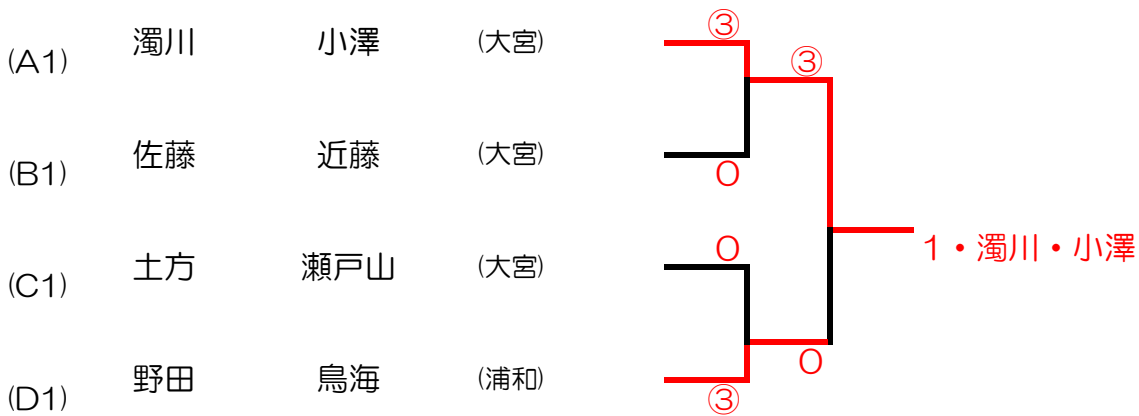 (A1) 濁川 小澤 (大宮) ③
③
(B1) 佐藤 近藤 (大宮) 0
1・濁川・小澤
(C1) 土方 瀬戸山 (大宮) 0
0
(D1) 野田 鳥海 (浦和) ③